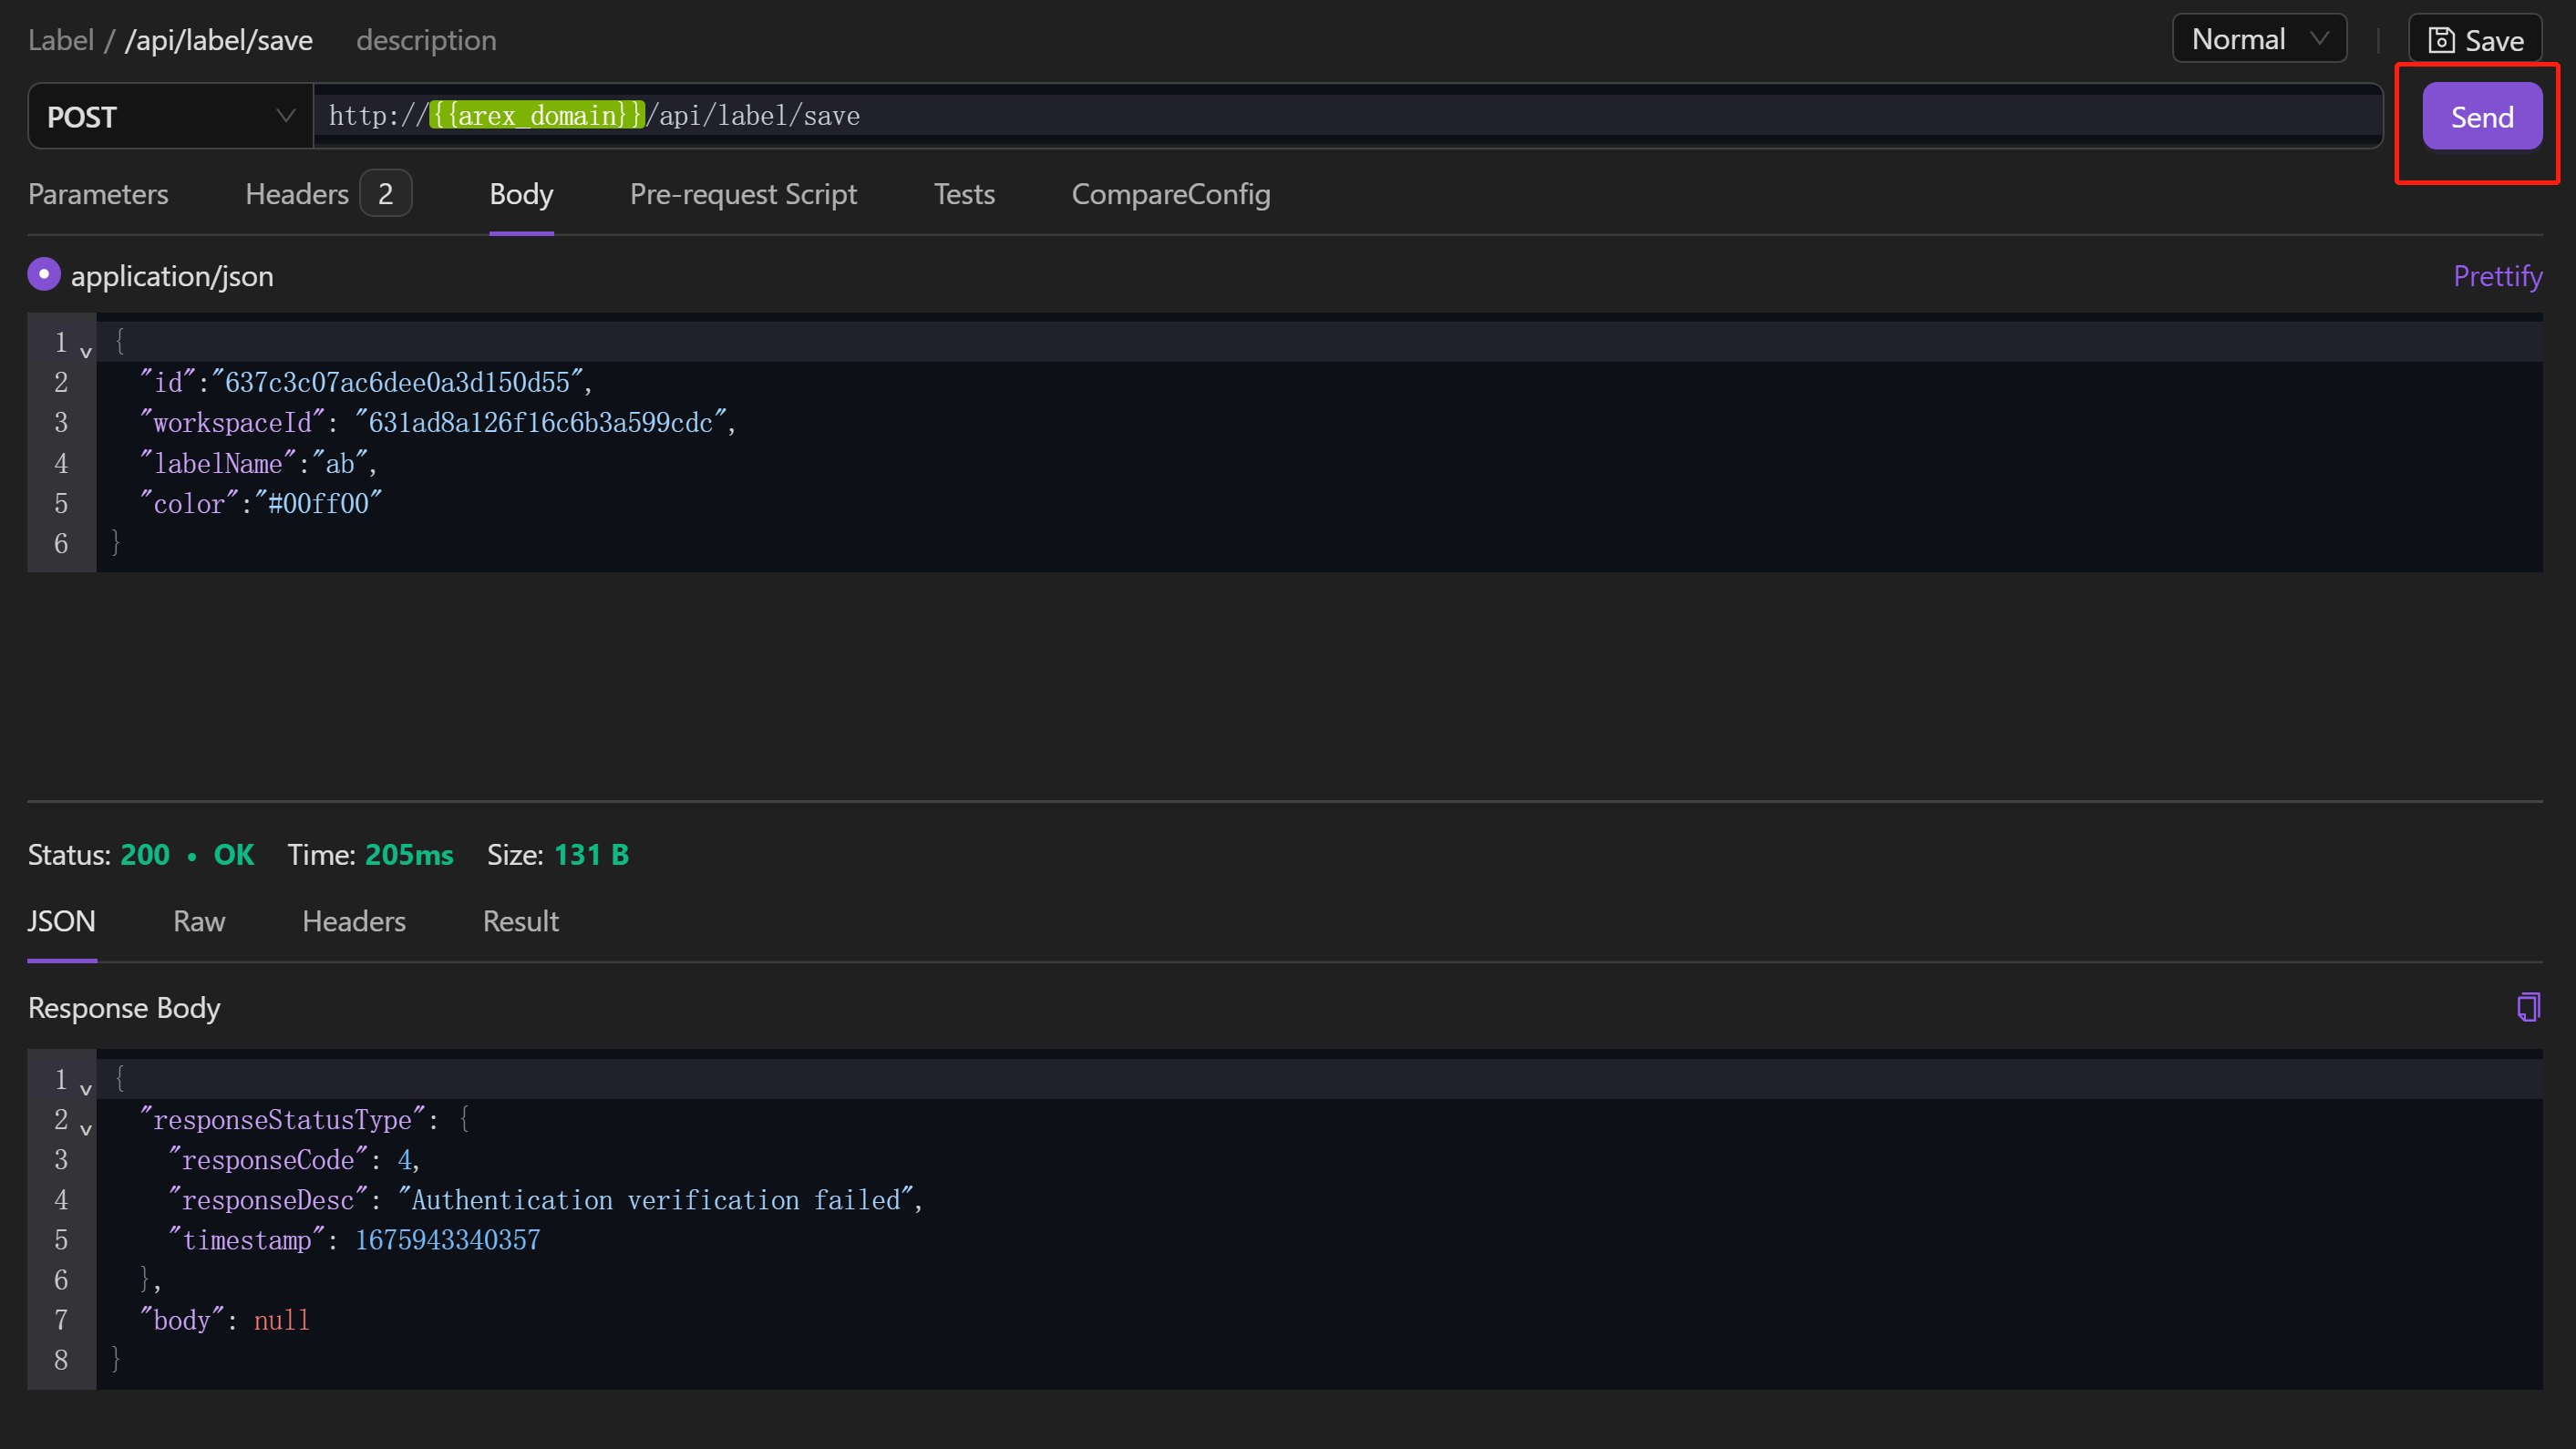 Label / /api/label/save description Normal | Save
POST http://{{arex_domain}}/api/label/save Send
Parameters Headers 2 Body Pre-request Script Tests CompareConfig
application/json Prettify
1 {
2 "id":"637c3c07ac6dee0a3d150d55",
3 "workspaceId": "631ad8a126f16c6b3a599cdc",
4 "labelName":"ab",
5 "color":"#00ff00"
6 }
Status: 200 • OK Time: 205ms Size: 131 B
JSON Raw Headers Result
Response Body
1 {
2 "responseStatusType": {
3 "responseCode": 4,
4 "responseDesc": "Authentication verification failed",
5 "timestamp": 1675943340357
6 },
7 "body": null
8 }